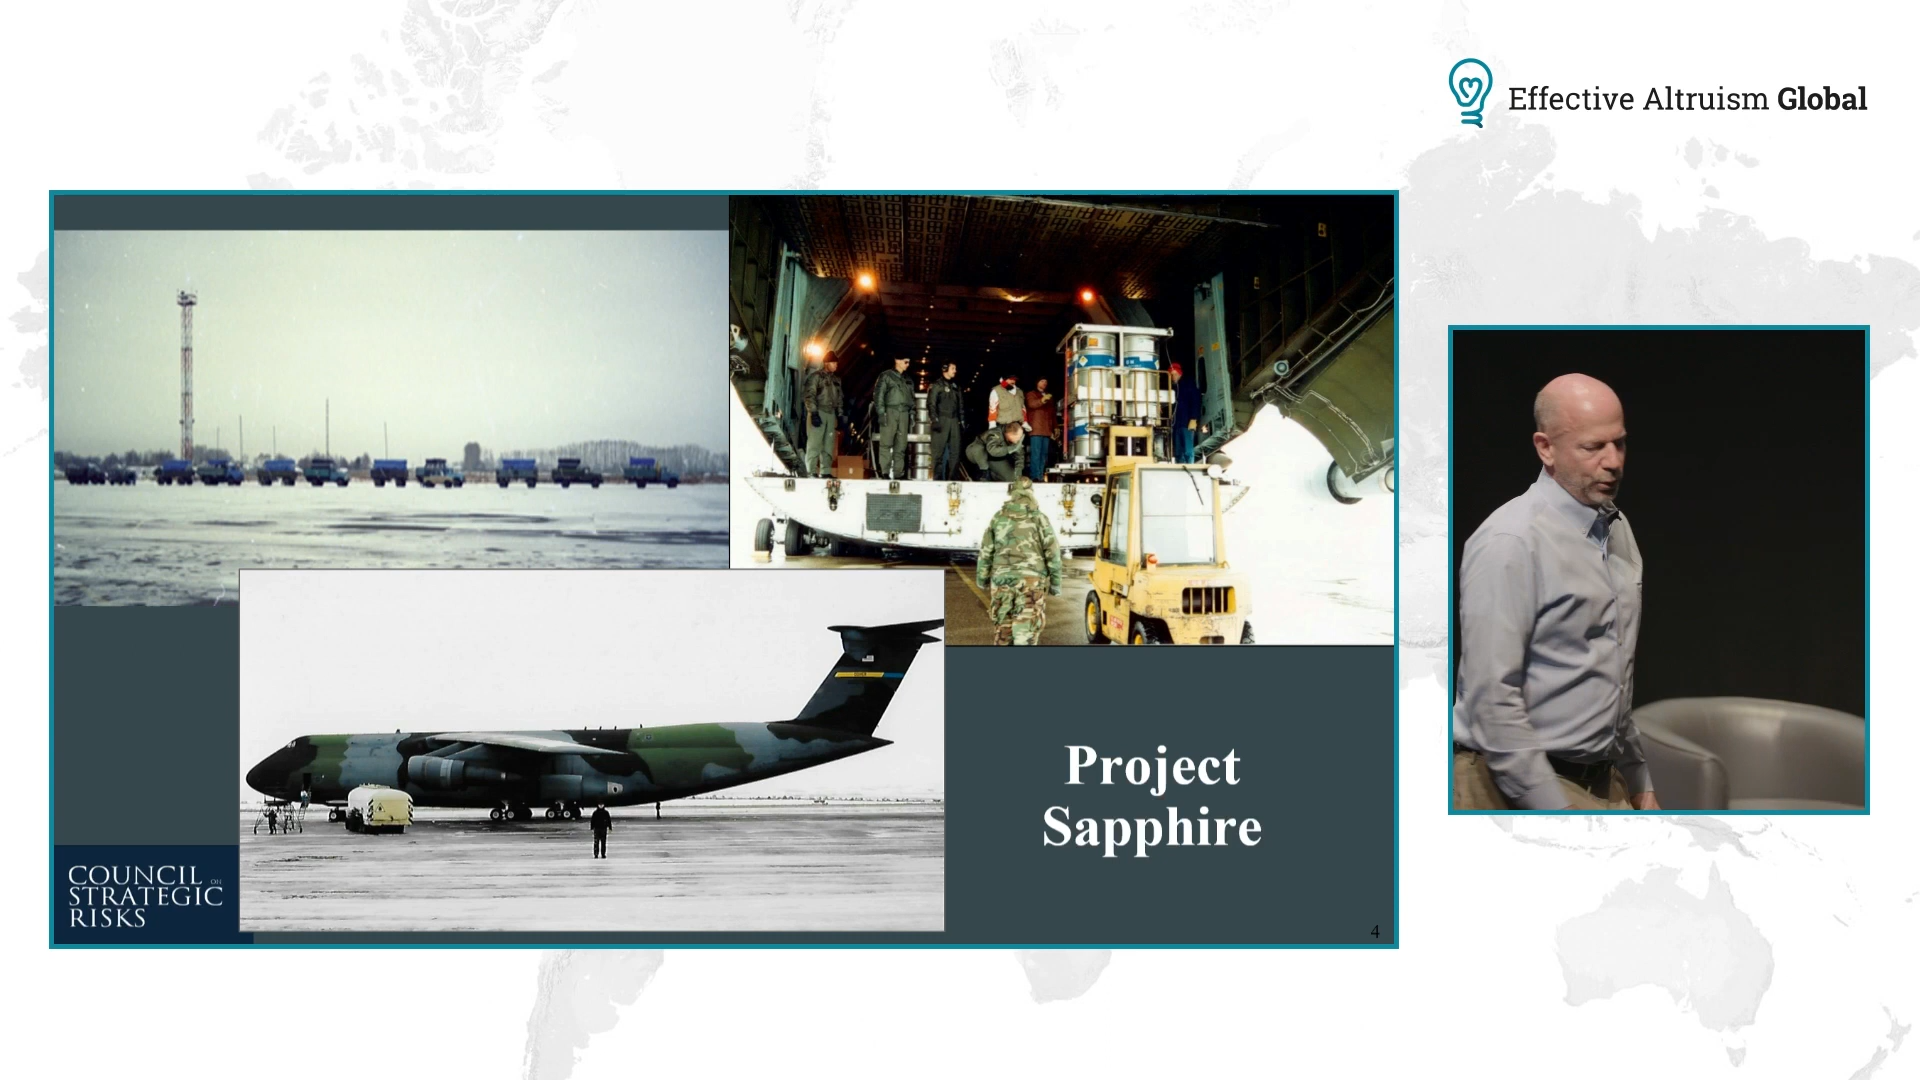 Effective Altruism Global
Project
Sapphire
COUNCIL ON
STRATEGIC
RISKS
4